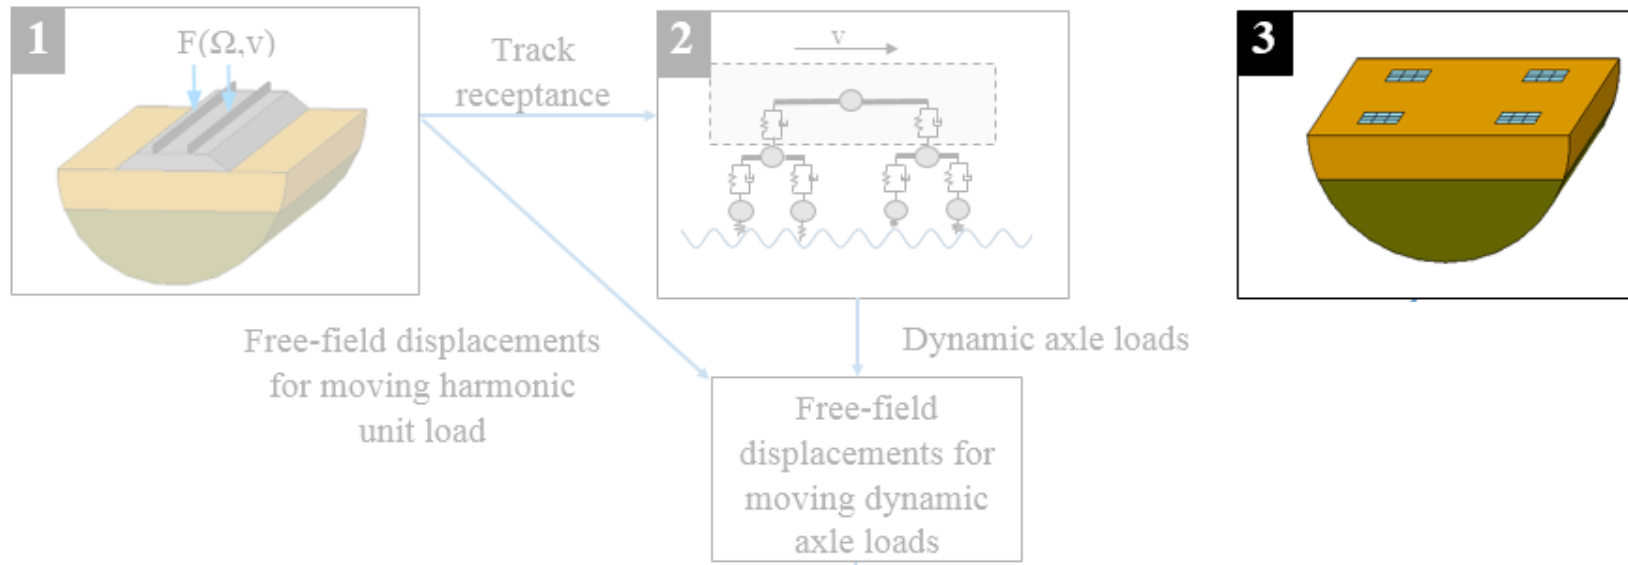 1
F(Ω,v)
Track
receptance
2
v
3
Free-field displacements
for moving harmonic
unit load
Dynamic axle loads
Free-field
displacements for
moving dynamic
axle loads